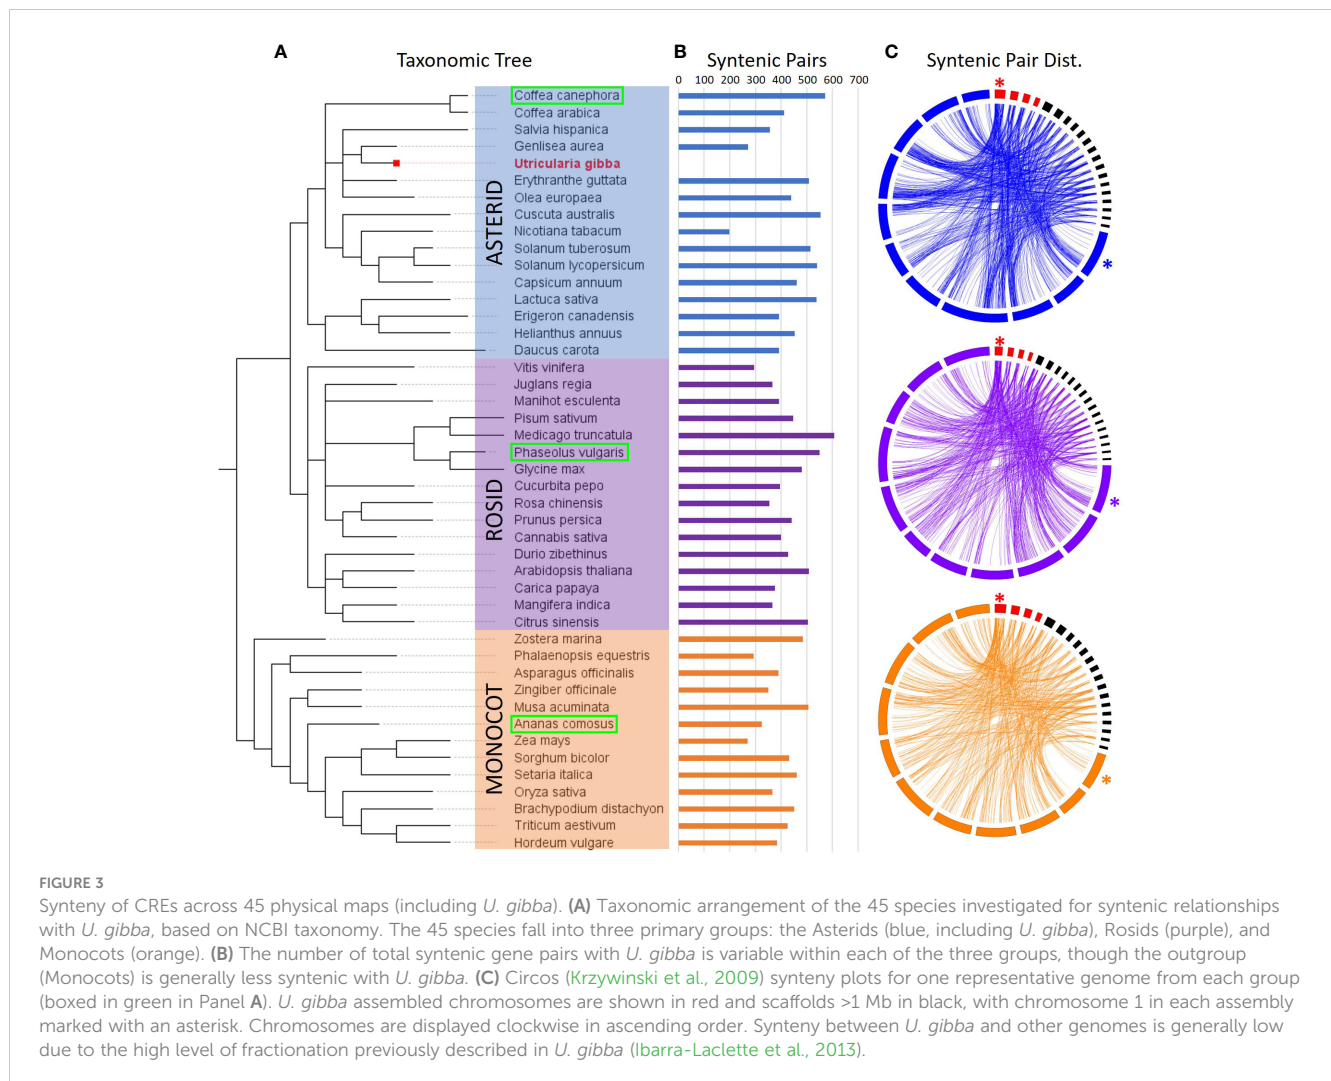 A Taxonomic Tree
B Syntenic Pairs
C Syntenic Pair Dist.
0 100 200 300 400 500 600 700
ASTERID
Coffea canephora
Coffea arabica
Salvia hispanica
Genlisea aurea
Utricularia gibba
Erythranthe guttata
Olea europaea
Cuscuta australis
Nicotiana tabacum
Solanum tuberosum
Solanum lycopersicum
Capsicum annuum
Lactuca sativa
Erigeron canadensis
Helianthus annuus
Daucus carota
ROSID
Vitis vinifera
Juglans regia
Manihot esculenta
Pisum sativum
Medicago truncatula
Phaseolus vulgaris
Glycine max
Cucurbita pepo
Rosa chinensis
Prunus persica
Cannabis sativa
Durio zibethinus
Arabidopsis thaliana
Carica papaya
Mangifera indica
Citrus sinensis
MONOCOT
Zostera marina
Phalaenopsis equestris
Asparagus officinalis
Zingiber officinale
Musa acuminata
Ananas comosus
Zea mays
Sorghum bicolor
Setaria italica
Oryza sativa
Brachypodium distachyon
Triticum aestivum
Hordeum vulgare
*
*
*
*
*
*
FIGURE 3
Synteny of CREs across 45 physical maps (including U. gibba). (A) Taxonomic arrangement of the 45 species investigated for syntenic relationships
with U. gibba, based on NCBI taxonomy. The 45 species fall into three primary groups: the Asterids (blue, including U. gibba), Rosids (purple), and
Monocots (orange). (B) The number of total syntenic gene pairs with U. gibba is variable within each of the three groups, though the outgroup
(Monocots) is generally less syntenic with U. gibba. (C) Circos (Krzywinski et al., 2009) synteny plots for one representative genome from each group
(boxed in green in Panel A). U. gibba assembled chromosomes are shown in red and scaffolds >1 Mb in black, with chromosome 1 in each assembly
marked with an asterisk. Chromosomes are displayed clockwise in ascending order. Synteny between U. gibba and other genomes is generally low
due to the high level of fractionation previously described in U. gibba (Ibarra-Laclette et al., 2013).